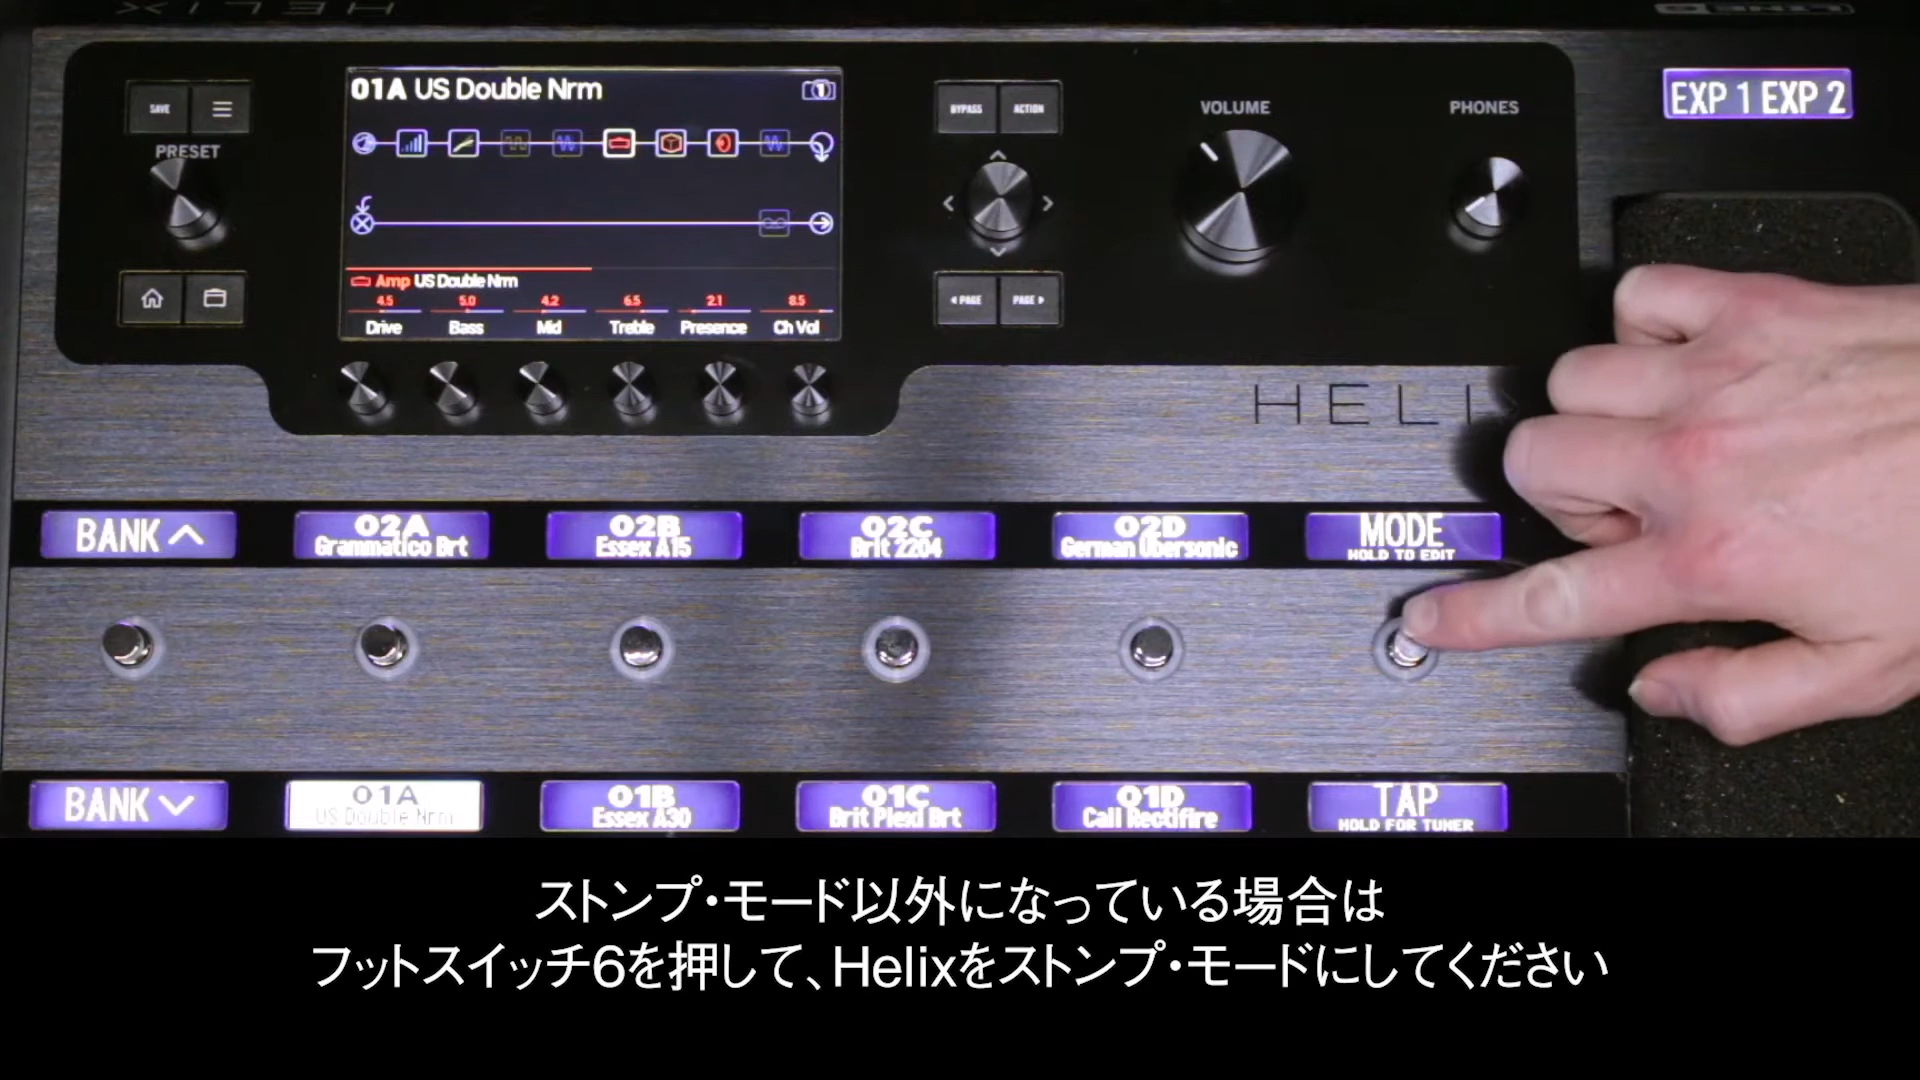 HELIX
LINE 6
SAVE
PRESET
01A US Double Nrm
1
Amp US Double Nrm
4.5 5.0 4.2 6.5 2.1 8.5
Drive Bass Mid Treble Presence Ch Vol
BYPASS ACTION
PAGE PAGE
VOLUME
PHONES
EXP 1 EXP 2
HELIX
BANK
02A
Grammatico Brt
02B
Essex A15
02C
Brit 2204
02D
German Ubersonic
MODE
HOLD TO EDIT
BANK
01A
US Double Nrm
01B
Essex A30
01C
Brit Plexi Brt
01D
Cali Rectifire
TAP
HOLD FOR TUNER
ストンプ・モード以外になっている場合は
フットスイッチ6を押して、Helixをストンプ・モードにしてください